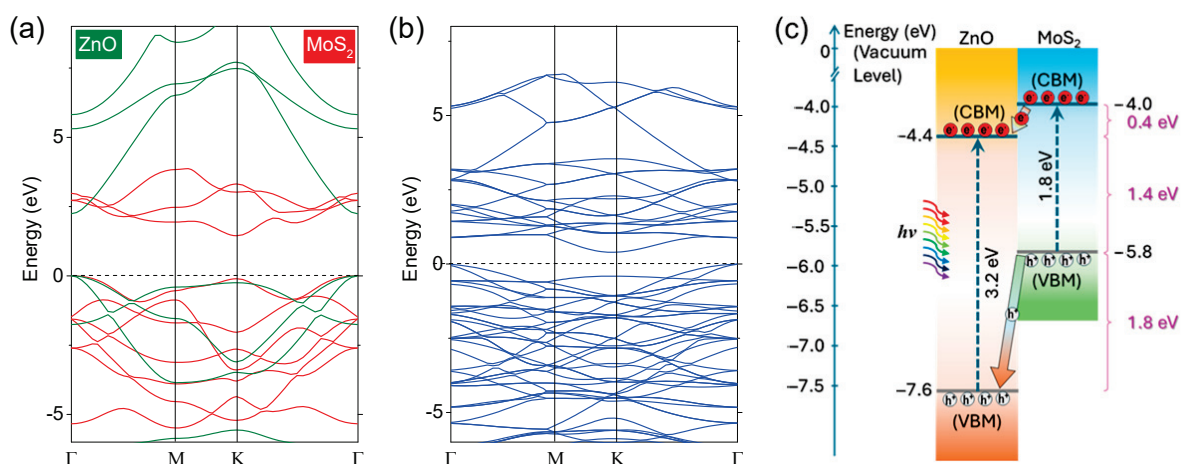 (a)
ZnO
MoS2
Energy (eV)
5
0
-5
Γ
M
K
Γ
(b)
Energy (eV)
5
0
-5
Γ
M
K
Γ
(c)
Energy (eV)
(Vacuum
Level)
0
−4.0
−4.4
−5.0
−5.5
−6.0
−6.5
−7.0
−7.5
ZnO
MoS2
(CBM)
e e e e
−4.0
0.4 eV
(CBM)
e
e e e e
−4.4
1.8 eV
1.4 eV
hν
−5.8
h+ h+ h+ h+
(VBM)
3.2 eV
h+
1.8 eV
−7.6
h+ h+ h+ h+
(VBM)